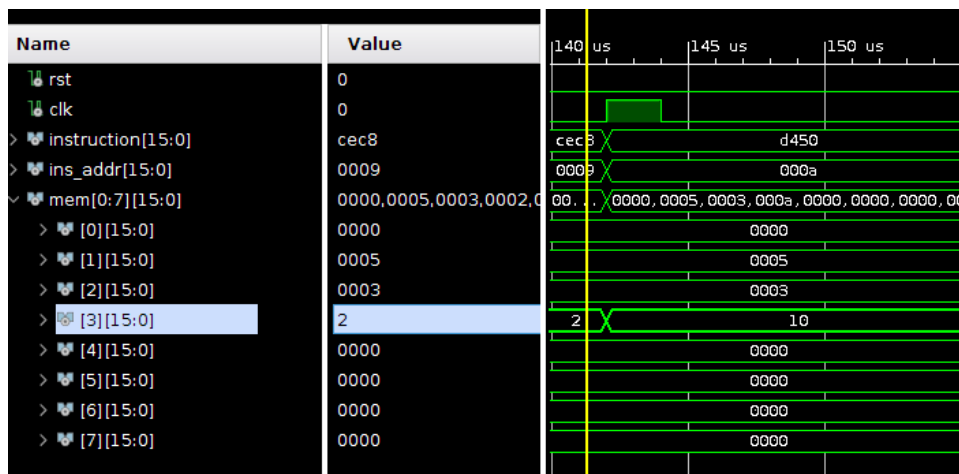 Name Value 140 us 145 us 150 us
rst 0
clk 0
instruction[15:0] cec8 cec8 d450
ins_addr[15:0] 0009 0009 000a
mem[0:7][15:0] 0000,0005,0003,0002,0 00... 0000,0005,0003,000a,0000,0000,0000,00
[0][15:0] 0000 0000
[1][15:0] 0005 0005
[2][15:0] 0003 0003
[3][15:0] 2 2 10
[4][15:0] 0000 0000
[5][15:0] 0000 0000
[6][15:0] 0000 0000
[7][15:0] 0000 0000